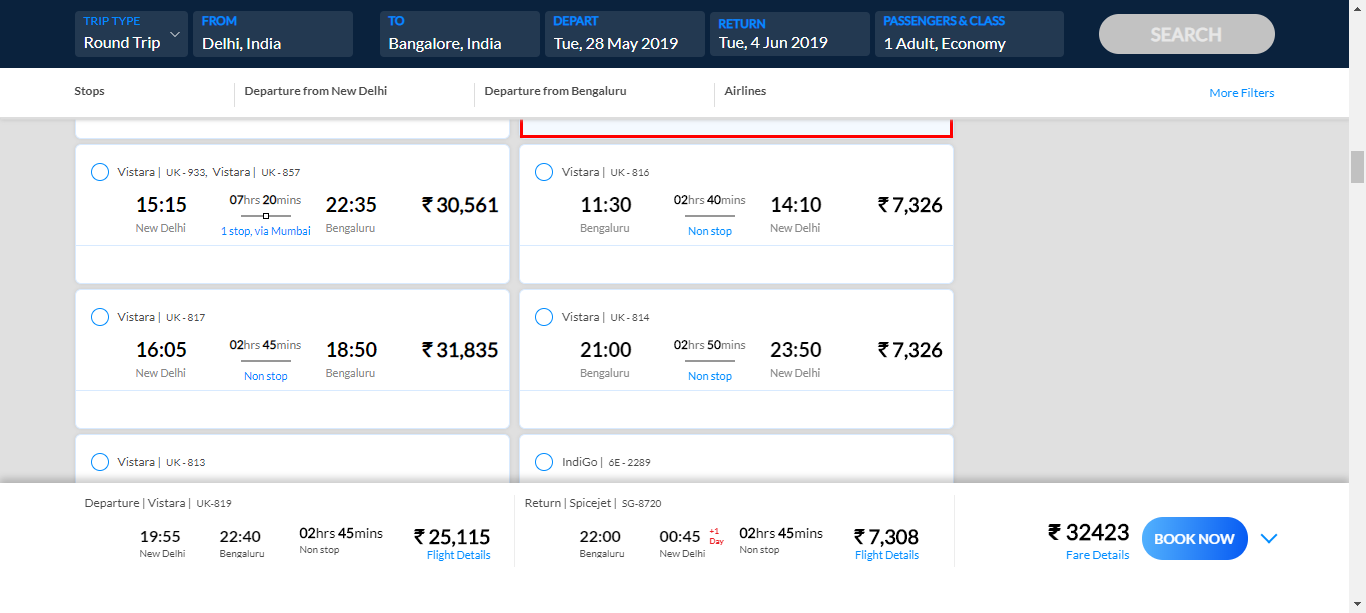 TRIP TYPE
Round Trip
FROM
Delhi, India
TO
Bangalore, India
DEPART
Tue, 28 May 2019
RETURN
Tue, 4 Jun 2019
PASSENGERS & CLASS
1 Adult, Economy
SEARCH
Stops
Departure from New Delhi
Departure from Bengaluru
Airlines
More Filters
Vistara | UK - 933, Vistara | UK - 857
15:15
07hrs 20mins
22:35
₹ 30,561
New Delhi
1 stop, via Mumbai
Bengaluru
Vistara | UK - 816
11:30
02hrs 40mins
14:10
₹ 7,326
Bengaluru
Non stop
New Delhi
Vistara | UK - 817
16:05
02hrs 45mins
18:50
₹ 31,835
New Delhi
Non stop
Bengaluru
Vistara | UK - 814
21:00
02hrs 50mins
23:50
₹ 7,326
Bengaluru
Non stop
New Delhi
Vistara | UK - 813
IndiGo | 6E - 2289
Departure | Vistara | UK-819
19:55
22:40
02hrs 45mins
₹ 25,115
New Delhi
Bengaluru
Non stop
Flight Details
Return | Spicejet | SG-8720
22:00
00:45
+1
Day
02hrs 45mins
₹ 7,308
Bengaluru
New Delhi
Non stop
Flight Details
₹ 32423
Fare Details
BOOK NOW